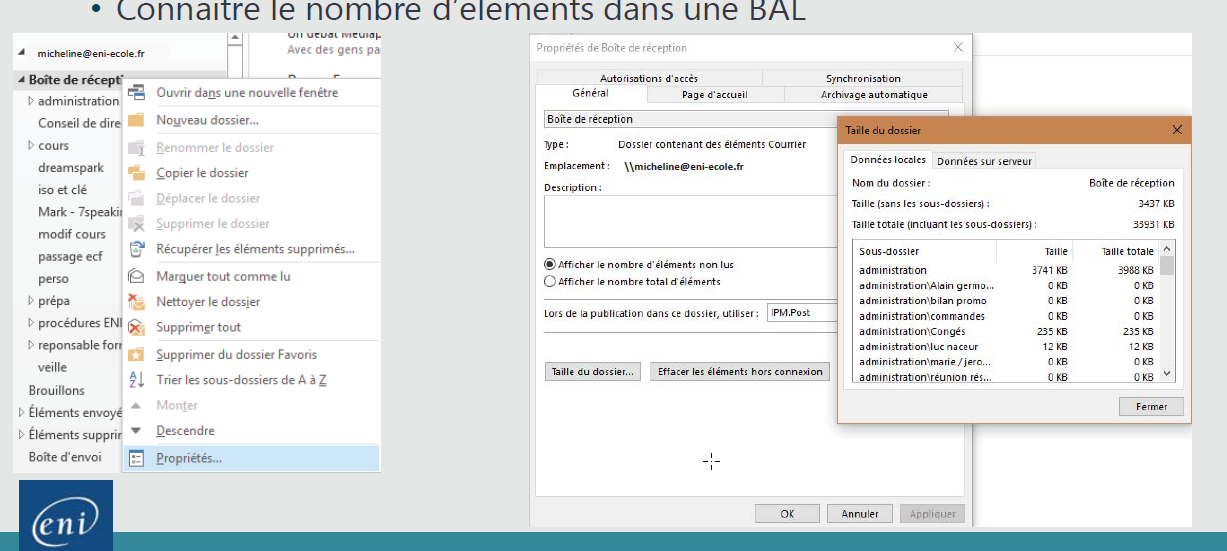 • Connaitre le nombre d'éléments dans une BAL
micheline@eni-ecole.fr
Boîte de récepti
administration
Conseil de dire
cours
dreamspark
iso et clé
Mark - 7speaki
modif cours
passage ecf
perso
prépa
procédures ENI
reponsable forr
veille
Brouillons
Éléments envoyé
Éléments supprir
Boîte d'envoi
Un débat Mediap
Avec des gens pa
Ouvrir dans une nouvelle fenêtre
Nouveau dossier...
Renommer le dossier
Copier le dossier
Déplacer le dossier
Supprimer le dossier
Récupérer les éléments supprimés...
Marquer tout comme lu
Nettoyer le dossier
Supprimer tout
Supprimer du dossier Favoris
Trier les sous-dossiers de A à Z
Monter
Descendre
Propriétés...
Propriétés de Boîte de réception
Autorisations d'accès Synchronisation
Général Page d'accueil Archivage automatique
Boîte de réception
Type : Dossier contenant des éléments Courrier
Emplacement : \\micheline@eni-ecole.fr
Description :
Afficher le nombre d'éléments non lus
Afficher le nombre total d'éléments
Lors de la publication dans ce dossier, utiliser : IPM.Post
Taille du dossier... Effacer les éléments hors connexion
OK Annuler Appliquer
Taille du dossier
Données locales Données sur serveur
Nom du dossier : Boîte de réception
Taille (sans les sous-dossiers) : 3437 KB
Taille totale (incluant les sous-dossiers) : 33931 KB
Sous-dossier Taille Taille totale
administration 3741 KB 3988 KB
administration\Alain germo... 0 KB 0 KB
administration\bilan promo 0 KB 0 KB
administration\commandes 0 KB 0 KB
administration\Congés 235 KB 235 KB
administration\luc naceur 12 KB 12 KB
administration\marie / jero... 0 KB 0 KB
administration\réunion rés... 0 KB 0 KB
Fermer
eni